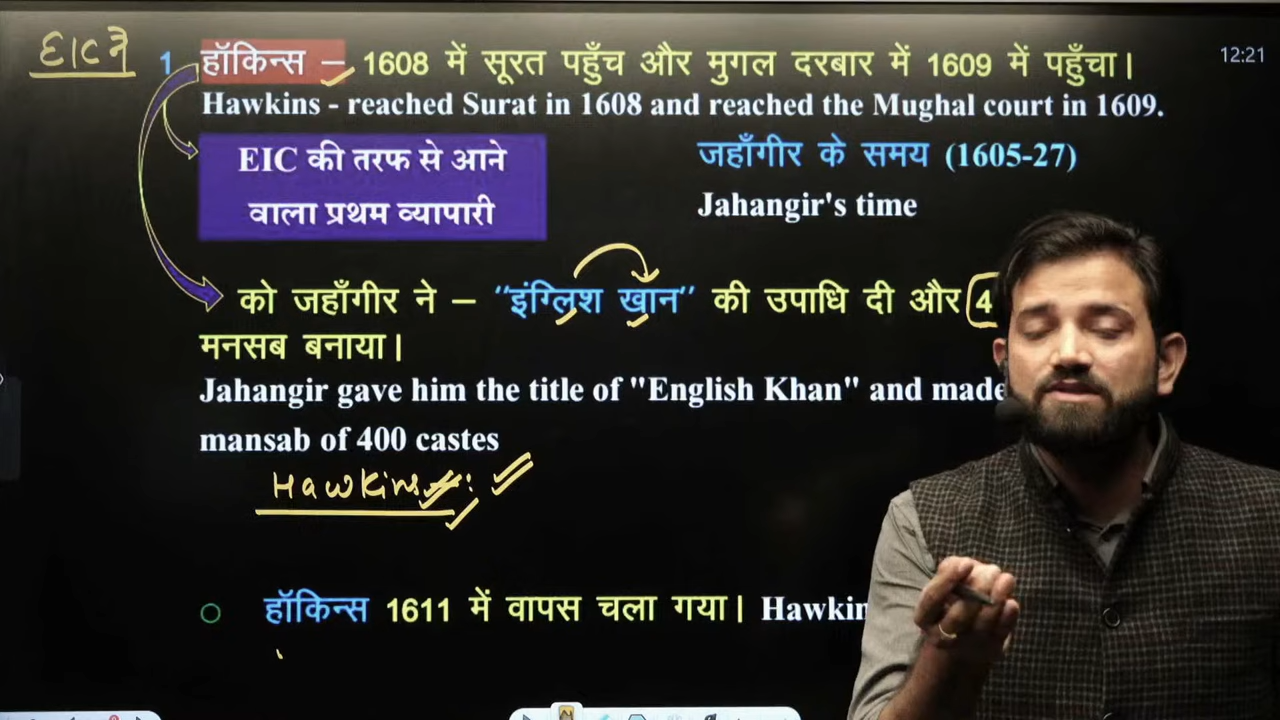 EIC ने
12:21
1 हॉकिन्स – 1608 में सूरत पहुँच और मुगल दरबार में 1609 में पहुँचा।
Hawkins - reached Surat in 1608 and reached the Mughal court in 1609.
EIC की तरफ से आने
वाला प्रथम व्यापारी
जहाँगीर के समय (1605-27)
Jahangir's time
को जहाँगीर ने – "इंग्लिश खान" की उपाधि दी और 4
मनसब बनाया।
Jahangir gave him the title of "English Khan" and made
mansab of 400 castes
Hawkins :
हॉकिन्स 1611 में वापस चला गया। Hawkin